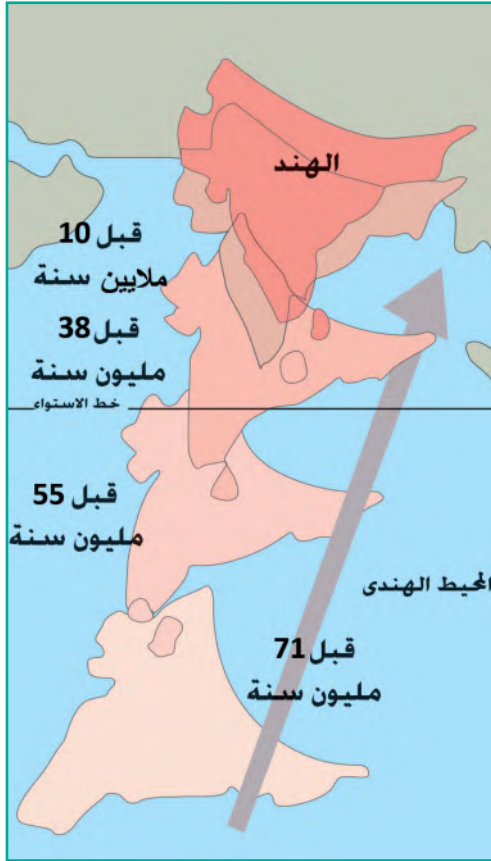 الهند
قبل 10
ملايين سنة
قبل 38
مليون سنة
خط الاستواء
قبل 55
مليون سنة
المحيط الهندى
قبل 71
مليون سنة